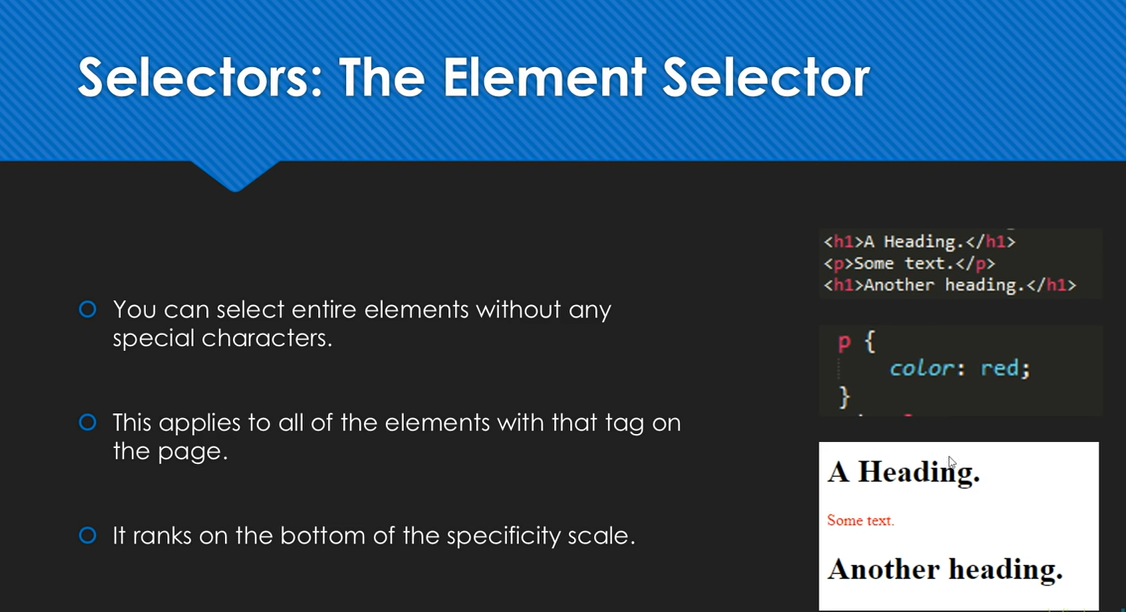 Selectors: The Element Selector
You can select entire elements without any
special characters.
This applies to all of the elements with that tag on
the page.
It ranks on the bottom of the specificity scale.
<h1>A Heading.</h1>
<p>Some text.</p>
<h1>Another heading.</h1>
p {
color: red;
}
A Heading.
Some text.
Another heading.